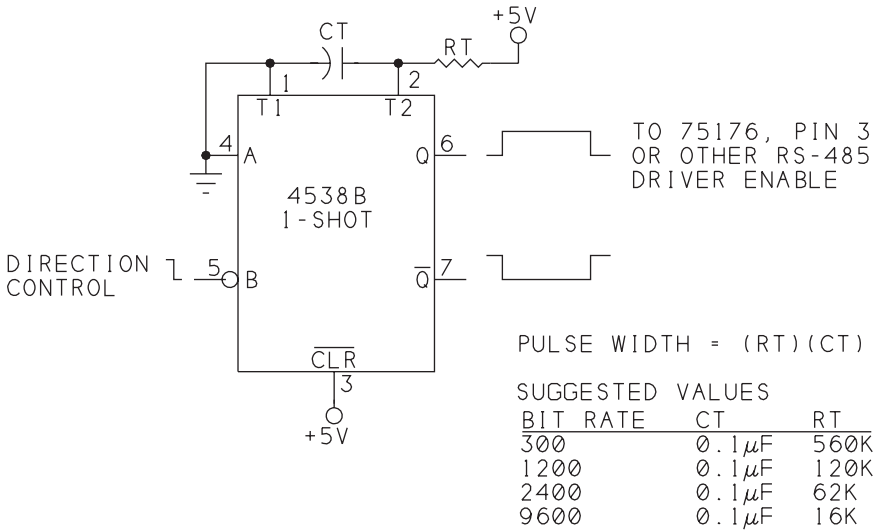 +5V
CT
RT
1
2
T1
T2
4
A
6
Q
TO 75176, PIN 3
OR OTHER RS-485
DRIVER ENABLE
4538B
1-SHOT
DIRECTION
CONTROL
5
B
7
Q̅
C̅L̅R̅
3
+5V
PULSE WIDTH = (RT)(CT)
SUGGESTED VALUES
BIT RATE CT RT
300 0.1µF 560K
1200 0.1µF 120K
2400 0.1µF 62K
9600 0.1µF 16K